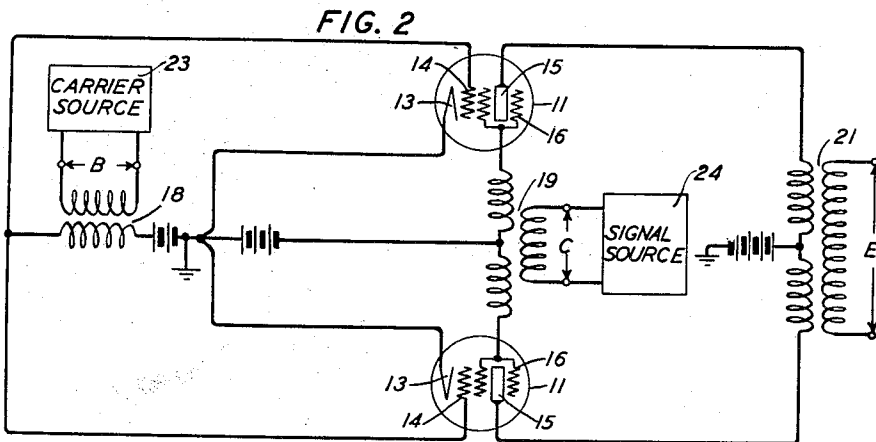 FIG. 2
23
CARRIER
SOURCE
B
18
14
13
15
11
16
19
C
24
SIGNAL
SOURCE
21
E
13
14
16
11
15